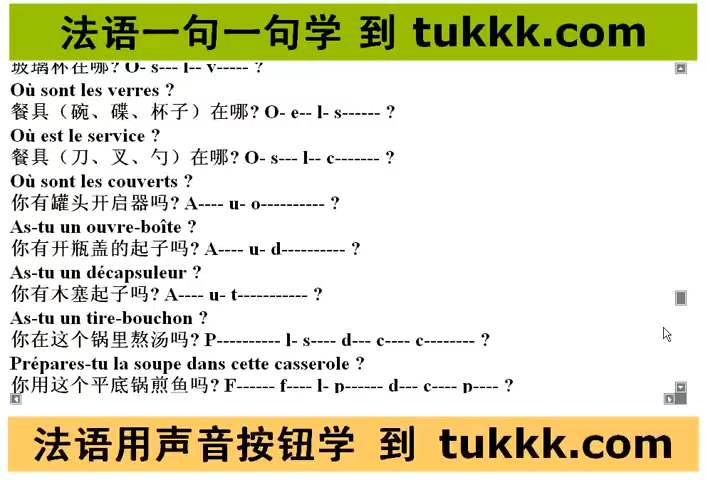 法语一句一句学 到 tukkk.com
玻璃杯在哪? O- s--- l-- v----- ?
Où sont les verres ?
餐具（碗、碟、杯子）在哪? O- e-- l- s------ ?
Où est le service ?
餐具（刀、叉、勺）在哪? O- s--- l-- c------- ?
Où sont les couverts ?
你有罐头开启器吗? A---- u- o---------- ?
As-tu un ouvre-boîte ?
你有开瓶盖的起子吗? A---- u- d---------- ?
As-tu un décapsuleur ?
你有木塞起子吗? A---- u- t----------- ?
As-tu un tire-bouchon ?
你在这个锅里熬汤吗? P---------- l- s---- d--- c---- c-------- ?
Prépares-tu la soupe dans cette casserole ?
你用这个平底锅煎鱼吗? F------ f---- l- p------ d--- c---- p---- ?
法语用声音按钮学 到 tukkk.com